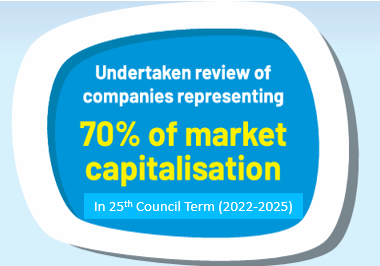 Undertaken review of
companies representing
70% of market
capitalisation
In 25th Council Term (2022-2025)